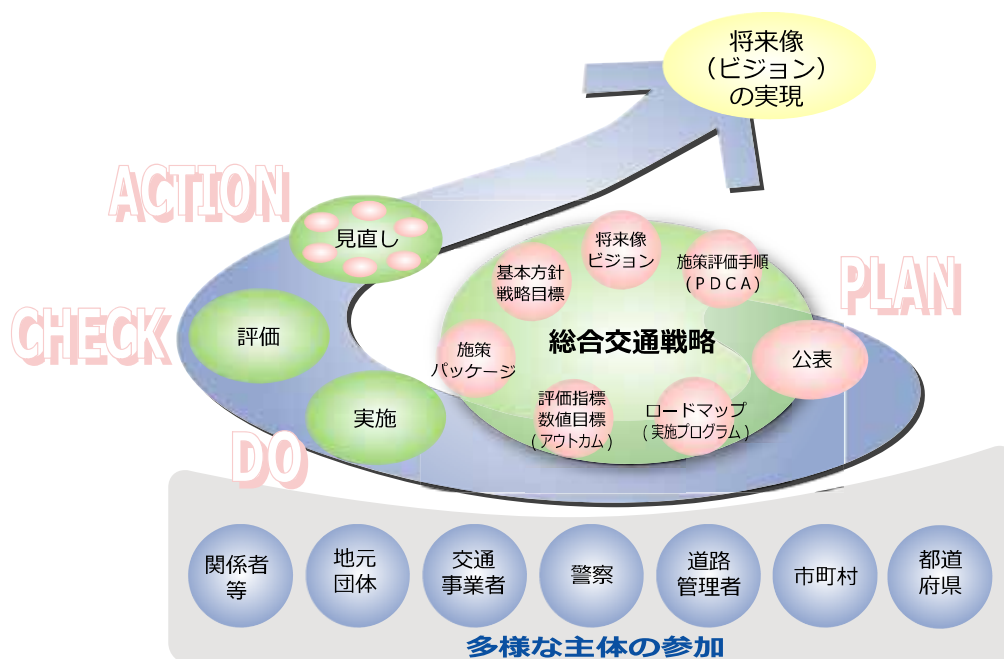 将来像
（ビジョン）
の実現
ACTION
見直し
CHECK
評価
DO
実施
PLAN
将来像
ビジョン
基本方針
戦略目標
施策評価手順
(ＰＤＣＡ)
総合交通戦略
施策
パッケージ
公表
評価指標
数値目標
(アウトカム)
ロードマップ
(実施プログラム)
関係者
等
地元
団体
交通
事業者
警察
道路
管理者
市町村
都道
府県
多様な主体の参加